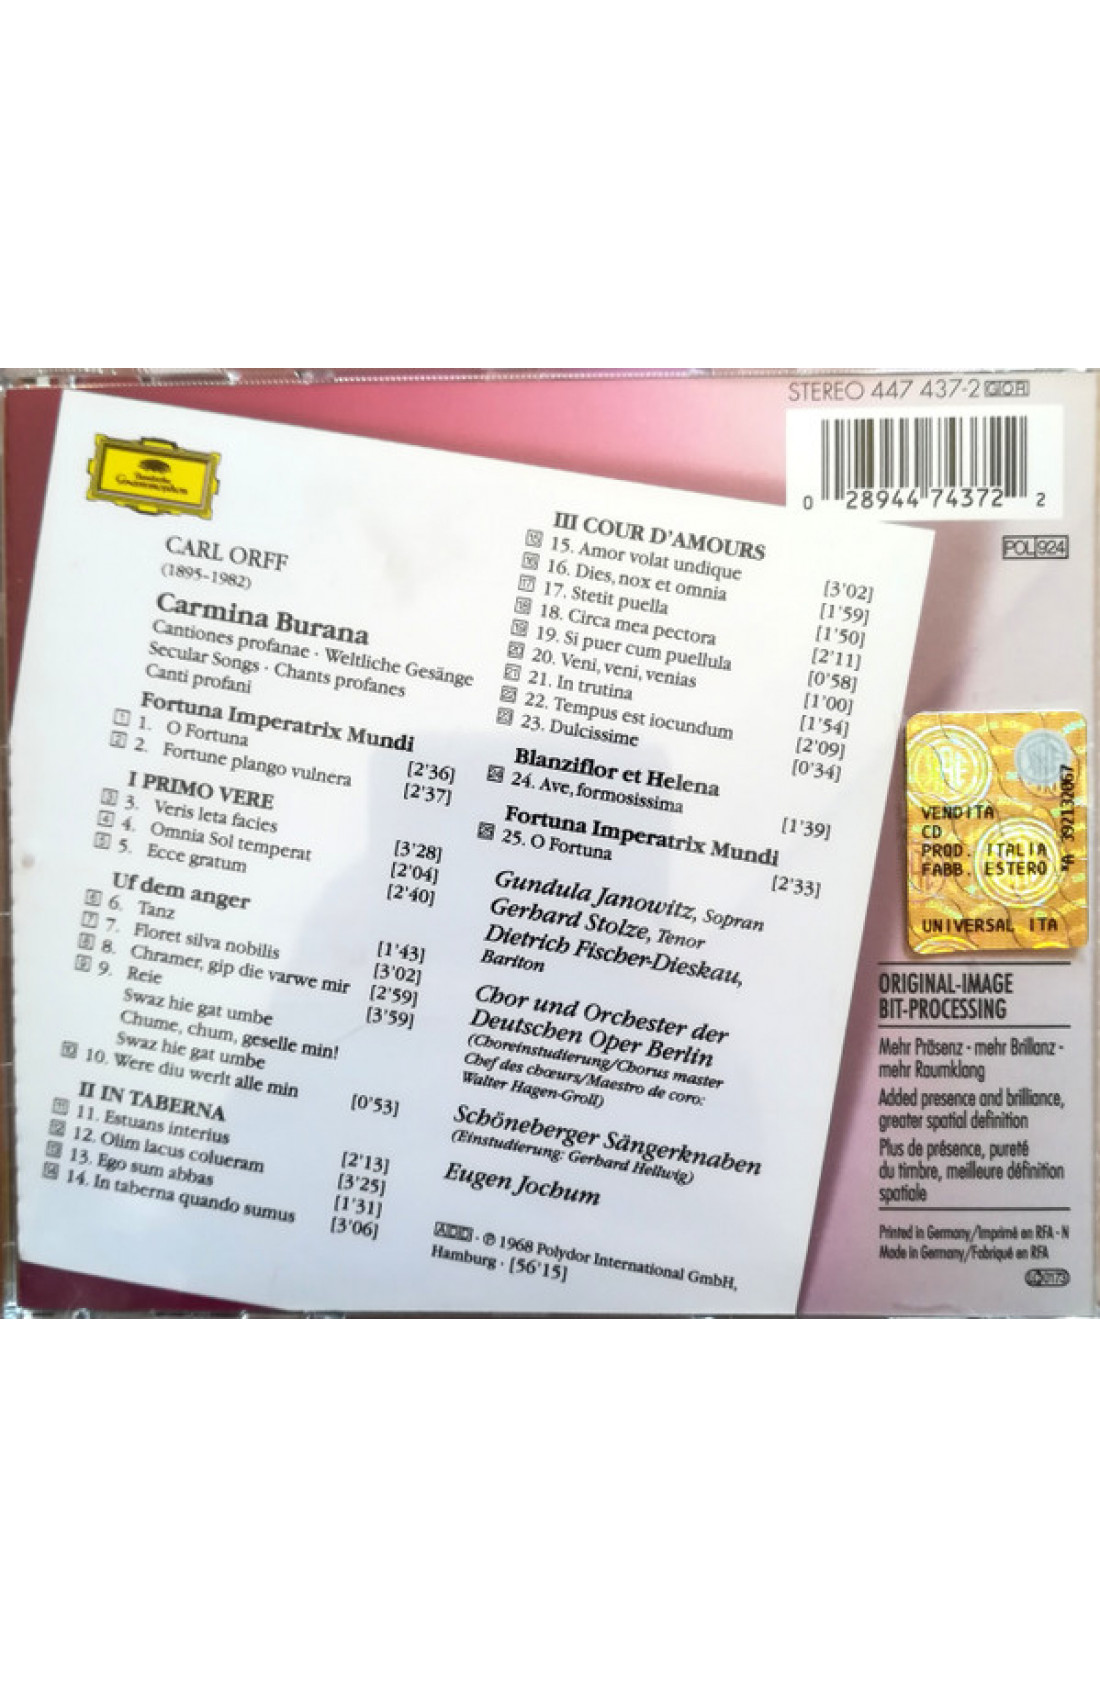 STEREO 447 437-2 GOR
0 28944 74372 2
POL 924
Deutsche
Grammophon
CARL ORFF
(1895-1982)
Carmina Burana
Cantiones profanae · Weltliche Gesänge
Secular Songs · Chants profanes
Canti profani
Fortuna Imperatrix Mundi
1 1. O Fortuna [2'36]
2 2. Fortune plango vulnera [2'37]
I PRIMO VERE
3 3. Veris leta facies [3'28]
4 4. Omnia Sol temperat [2'04]
5 5. Ecce gratum [2'40]
Uf dem anger
6 6. Tanz [1'43]
7 7. Floret silva nobilis [3'02]
8 8. Chramer, gip die varwe mir [2'59]
9 9. Reie [3'59]
Swaz hie gat umbe
Chume, chum, geselle min!
Swaz hie gat umbe
10 10. Were diu werlt alle min [0'53]
II IN TABERNA
11 11. Estuans interius [2'13]
12 12. Olim lacus colueram [3'25]
13 13. Ego sum abbas [1'31]
14 14. In taberna quando sumus [3'06]
III COUR D'AMOURS
15 15. Amor volat undique [3'02]
16 16. Dies, nox et omnia [1'59]
17 17. Stetit puella [1'50]
18 18. Circa mea pectora [2'11]
19 19. Si puer cum puellula [0'58]
20 20. Veni, veni, venias [1'00]
21 21. In trutina [1'54]
22 22. Tempus est iocundum [2'09]
23 23. Dulcissime [0'34]
Blanziflor et Helena
24 24. Ave, formosissima [1'39]
Fortuna Imperatrix Mundi
25 25. O Fortuna [2'33]
Gundula Janowitz, Sopran
Gerhard Stolze, Tenor
Dietrich Fischer-Dieskau,
Bariton
Chor und Orchester der
Deutschen Oper Berlin
(Choreinstudierung/Chorus master
Chef des chœurs/Maestro de coro:
Walter Hagen-Groll)
Schöneberger Sängerknaben
(Einstudierung: Gerhard Hellwig)
Eugen Jochum
ADD · ℗ 1968 Polydor International GmbH,
Hamburg · [56'15]
VENDITA
CD
PROD. ITALIA
FABB. ESTERO
UNIVERSAL ITA
*A 392132067
ORIGINAL-IMAGE
BIT-PROCESSING
Mehr Präsenz - mehr Brillanz -
mehr Raumklang
Added presence and brilliance,
greater spatial definition
Plus de présence, pureté
du timbre, meilleure définition
spatiale
Printed in Germany/Imprimé en RFA - N
Made in Germany/Fabriqué en RFA